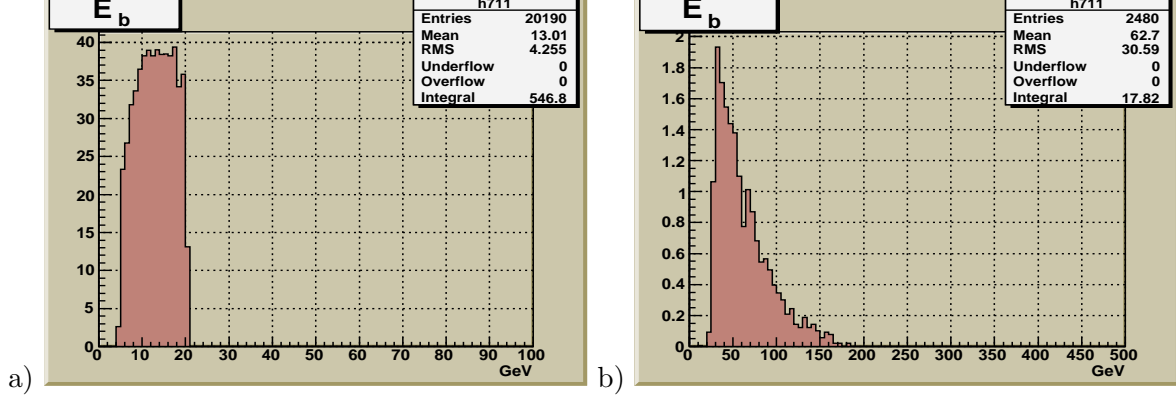 E b
h711
Entries 20190
Mean 13.01
RMS 4.255
Underflow 0
Overflow 0
Integral 546.8
40
35
30
25
20
15
10
5
0
0 10 20 30 40 50 60 70 80 90 100
GeV
a)
E b
h711
Entries 2480
Mean 62.7
RMS 30.59
Underflow 0
Overflow 0
Integral 17.82
2
1.8
1.6
1.4
1.2
1
0.8
0.6
0.4
0.2
0
0 50 100 150 200 250 300 350 400 450 500
GeV
b)